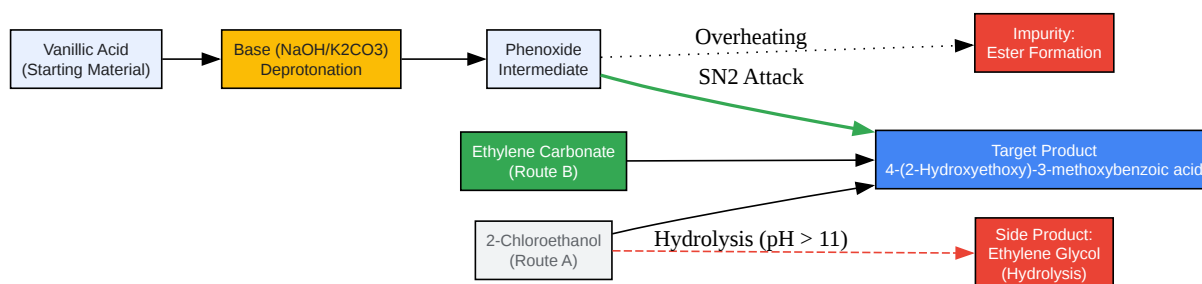 Vanillic Acid
(Starting Material)
Base (NaOH/K2CO3)
Deprotonation
Phenoxide
Intermediate
Overheating
Impurity:
Ester Formation
SN2 Attack
Ethylene Carbonate
(Route B)
Target Product
4-(2-Hydroxyethoxy)-3-methoxybenzoic acid
2-Chloroethanol
(Route A)
Hydrolysis (pH > 11)
Side Product:
Ethylene Glycol
(Hydrolysis)